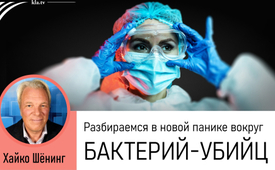 kla.tv
Разбираемся в новой панике вокруг
Хайко Шёнинг
БАКТЕРИЙ-УБИЙЦ